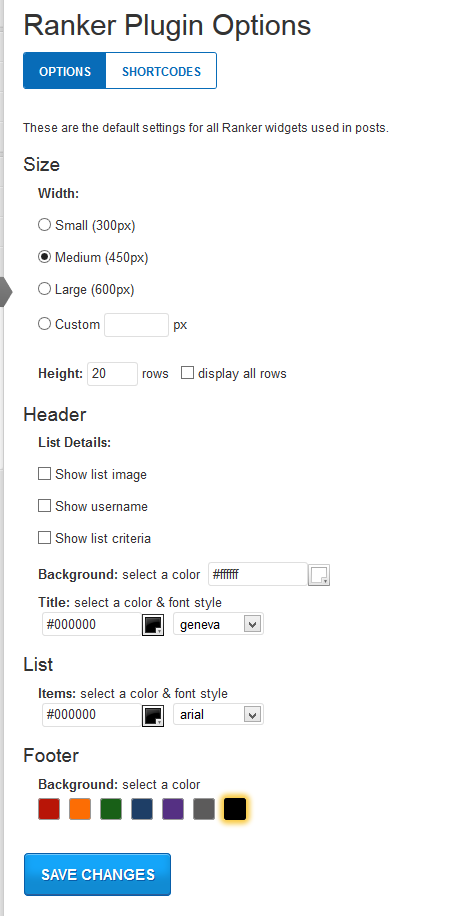 Ranker Plugin Options
OPTIONS SHORTCODES
These are the default settings for all Ranker widgets used in posts.
Size
Width:
Small (300px)
Medium (450px)
Large (600px)
Custom px
Height: 20 rows display all rows
Header
List Details:
Show list image
Show username
Show list criteria
Background: select a color #ffffff
Title: select a color & font style
#000000 geneva
List
Items: select a color & font style
#000000 arial
Footer
Background: select a color
SAVE CHANGES